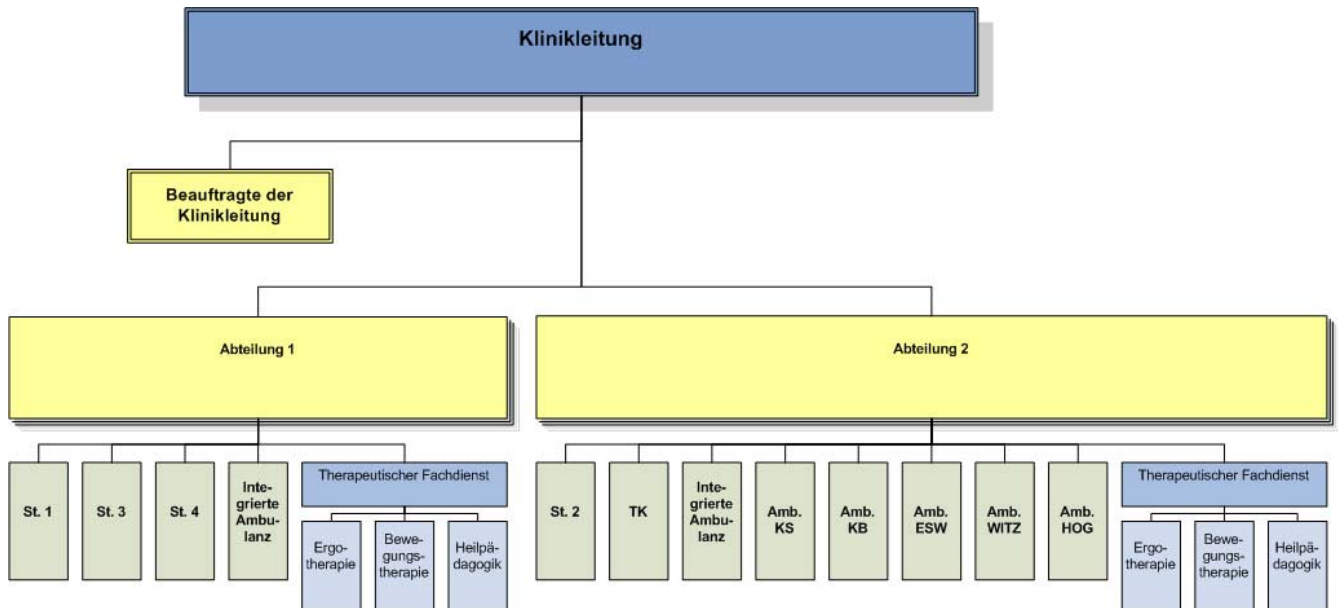 Klinikleitung
Beauftragte der
Klinikleitung
Abteilung 1
Abteilung 2
St. 1
St. 3
St. 4
Inte-
grierte
Ambu-
lanz
Therapeutischer Fachdienst
Ergo-
therapie
Bewe-
gungs-
therapie
Heilpä-
dagogik
St. 2
TK
Inte-
grierte
Ambu-
lanz
Amb.
KS
Amb.
KB
Amb.
ESW
Amb.
WITZ
Amb.
HOG
Therapeutischer Fachdienst
Ergo-
therapie
Bewe-
gungs-
therapie
Heilpä-
dagogik